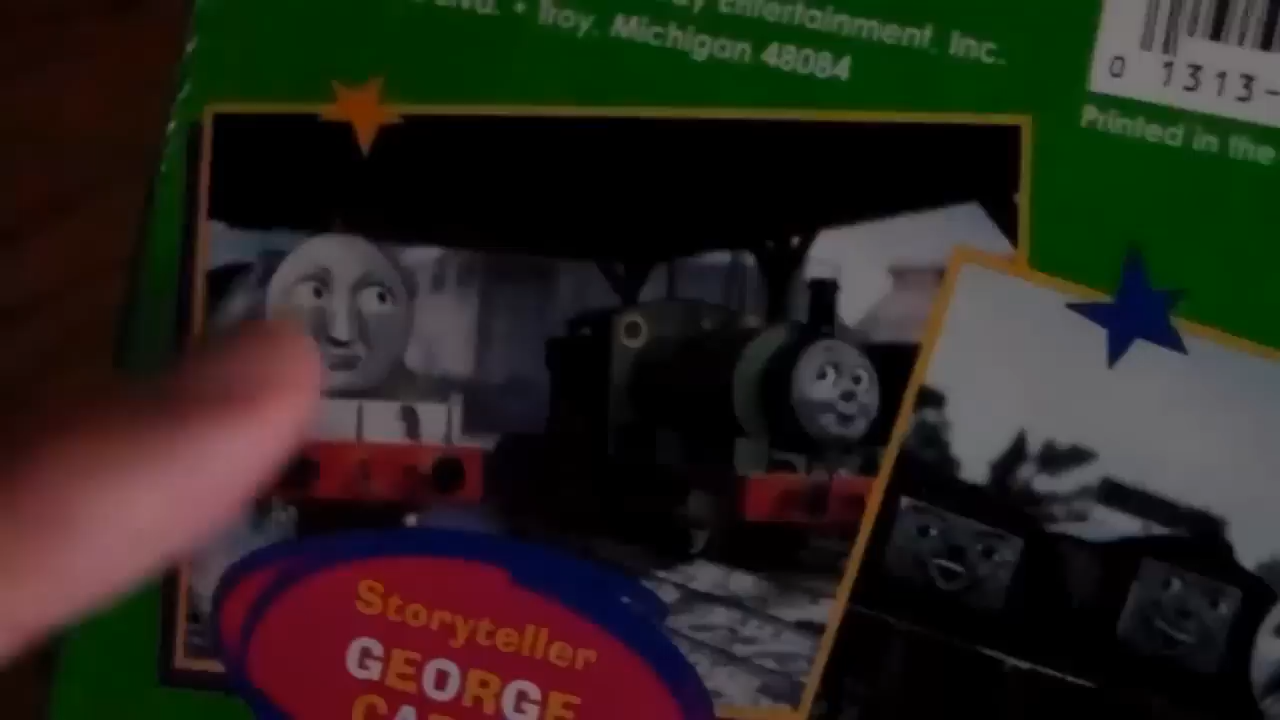 Entertainment, Inc.
• Troy, Michigan 48084
0 1313-
Printed in the
Storyteller
GEORGE